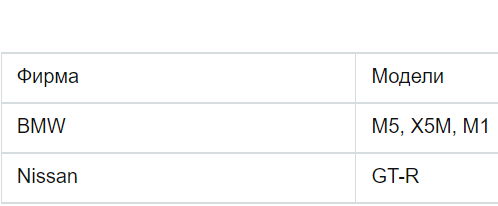 Фирма Модели
BMW M5, X5M, M1
Nissan GT-R